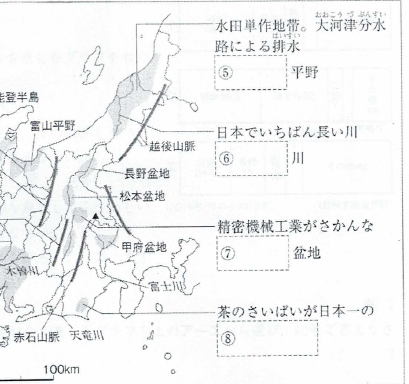 水田単作地帯。大河津分水
おおこうづぶんすい
路による排水
はいすい
⑤ 平野
能登半島
富山平野
越後山脈
日本でいちばん長い川
⑥ 川
長野盆地
松本盆地
精密機械工業がさかんな
⑦ 盆地
甲府盆地
木曽川
富士川
茶のさいばいが日本一の
⑧
赤石山脈 天竜川
100km